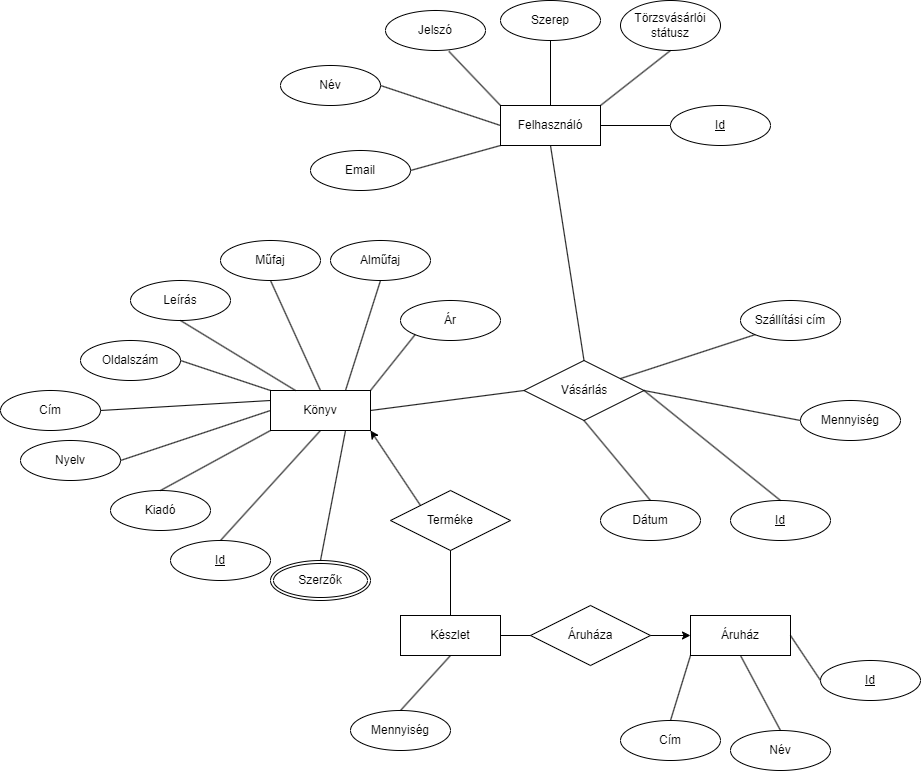 Jelszó
Szerep
Törzsvásárlói
státusz
Név
Felhasználó
Id
Email
Műfaj
Alműfaj
Leírás
Ár
Szállítási cím
Oldalszám
Vásárlás
Cím
Könyv
Mennyiség
Nyelv
Kiadó
Terméke
Dátum
Id
Id
Szerzők
Készlet
Áruháza
Áruház
Id
Mennyiség
Cím
Név